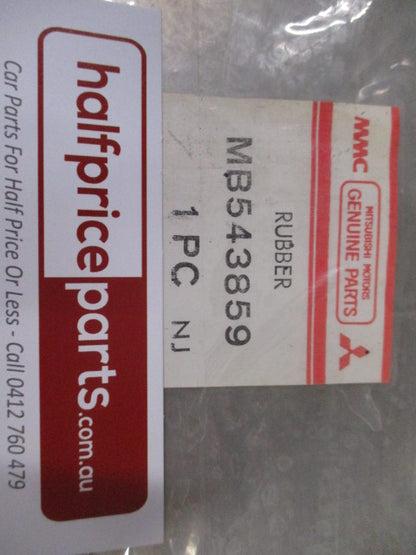 MMC
MITSUBISHI MOTORS
GENUINE PARTS
RUBBER
MB543859
1 PC NJ
halfpriceparts.com.au
Car Parts For Half Price Or Less - Call 0412 760 479